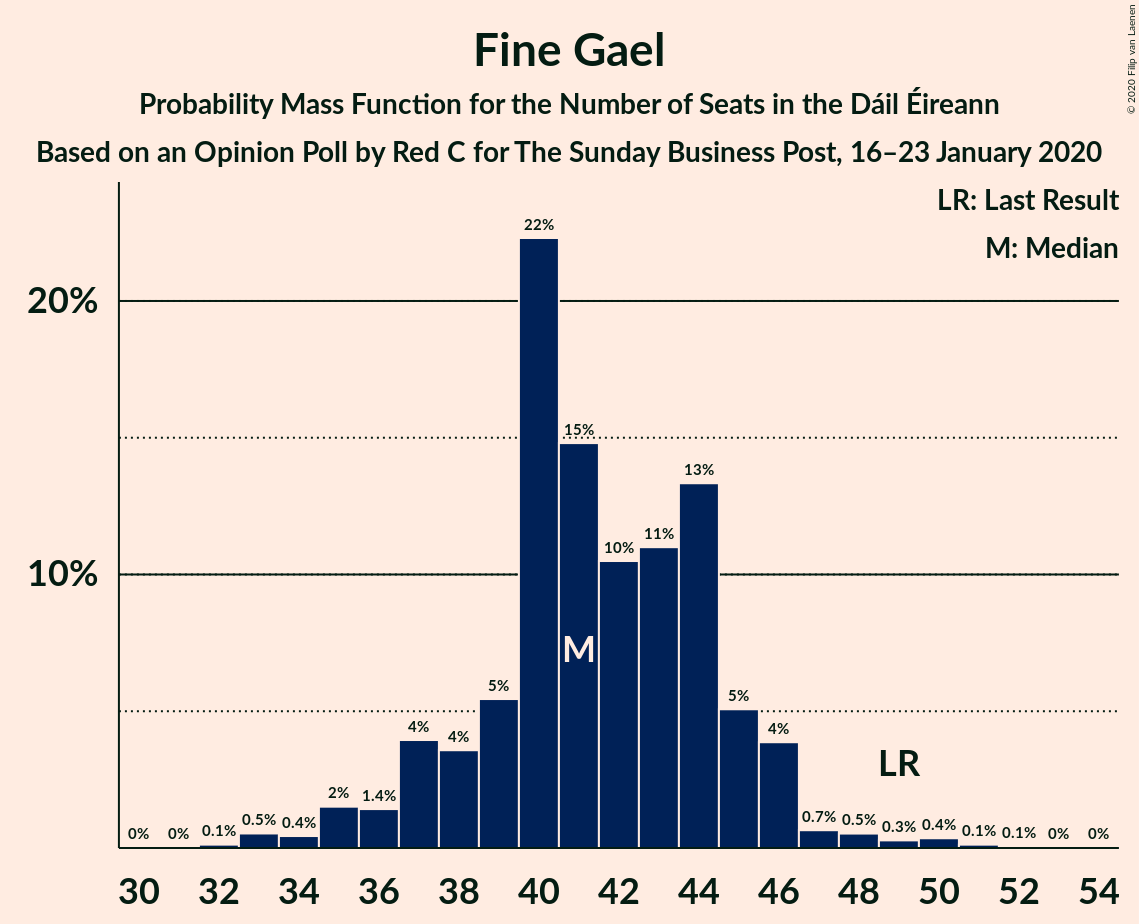 Fine Gael
Probability Mass Function for the Number of Seats in the Dáil Éireann
Based on an Opinion Poll by Red C for The Sunday Business Post, 16–23 January 2020
© 2020 Filip van Laenen
LR: Last Result
M: Median
22%
20%
15%
13%
11%
10%
10%
M
5%
5%
4%
4%
4%
LR
2%
1.4%
0% 0% 0.1% 0.5% 0.4% 0.7% 0.5% 0.3% 0.4% 0.1% 0.1% 0% 0%
30 32 34 36 38 40 42 44 46 48 50 52 54